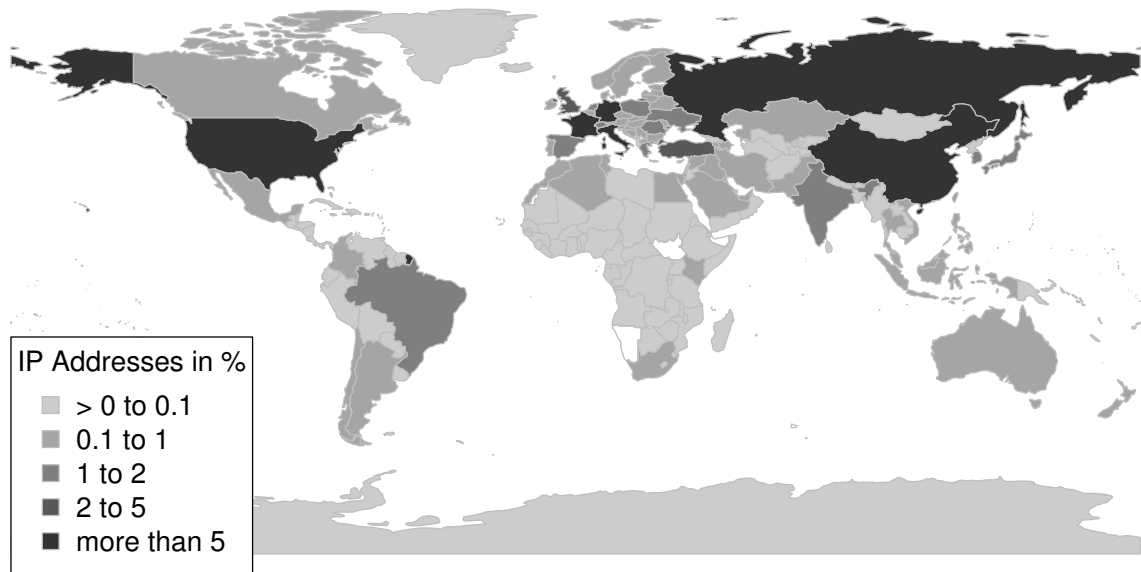 IP Addresses in %
> 0 to 0.1
0.1 to 1
1 to 2
2 to 5
more than 5